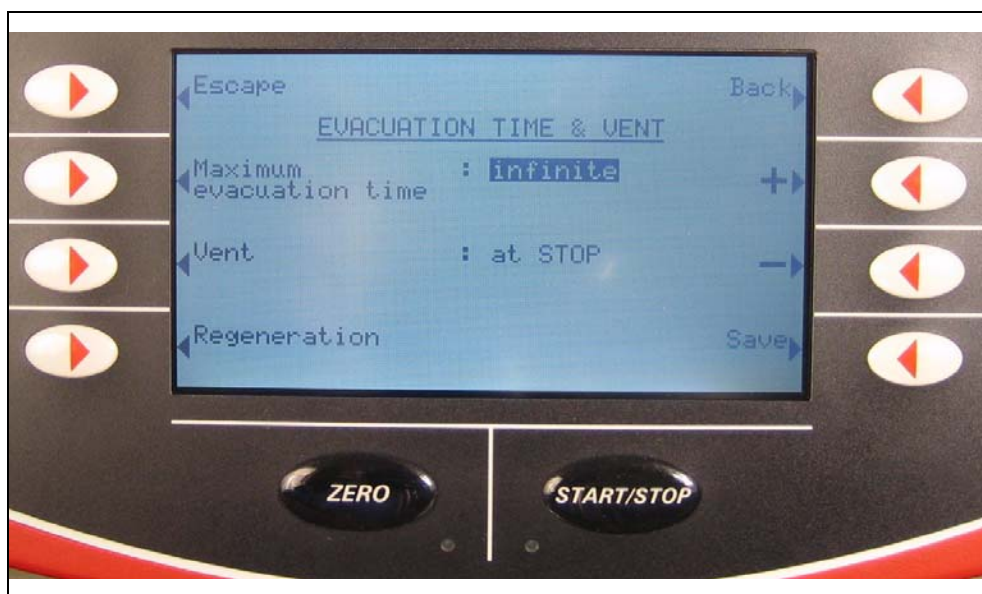 Escape Back
EVACUATION TIME & VENT
Maximum : infinite +
evacuation time
Vent : at STOP −
Regeneration Save
ZERO START/STOP